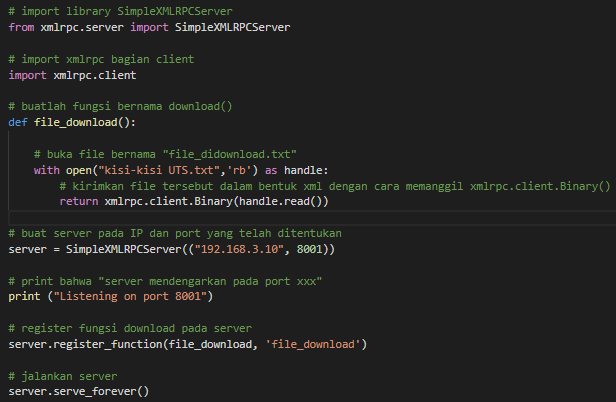 # import library SimpleXMLRPCServer
from xmlrpc.server import SimpleXMLRPCServer
# import xmlrpc bagian client
import xmlrpc.client
# buatlah fungsi bernama download()
def file_download():
# buka file bernama "file_didownload.txt"
with open("kisi-kisi UTS.txt",'rb') as handle:
# kirimkan file tersebut dalam bentuk xml dengan cara memanggil xmlrpc.client.Binary()
return xmlrpc.client.Binary(handle.read())
# buat server pada IP dan port yang telah ditentukan
server = SimpleXMLRPCServer(("192.168.3.10", 8001))
# print bahwa "server mendengarkan pada port xxx"
print ("Listening on port 8001")
# register fungsi download pada server
server.register_function(file_download, 'file_download')
# jalankan server
server.serve_forever()